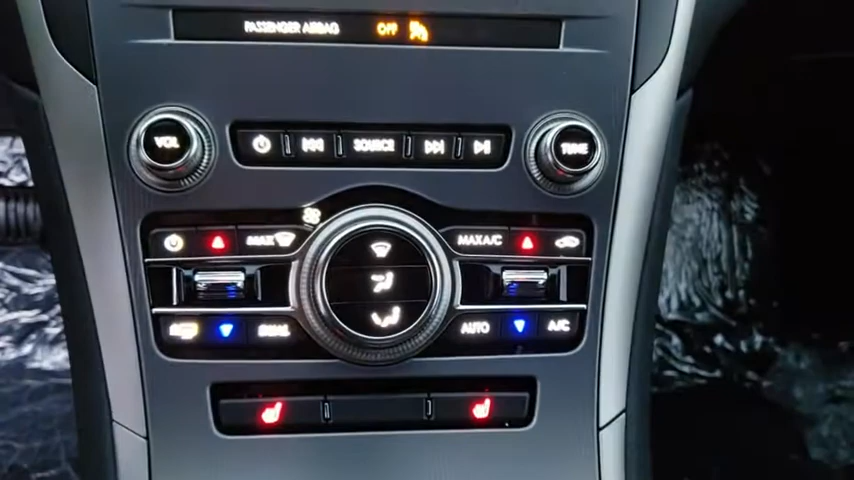 PASSENGER AIRBAG OFF
VOL SOURCE TUNE
MAX MAX A/C
DUAL AUTO A/C